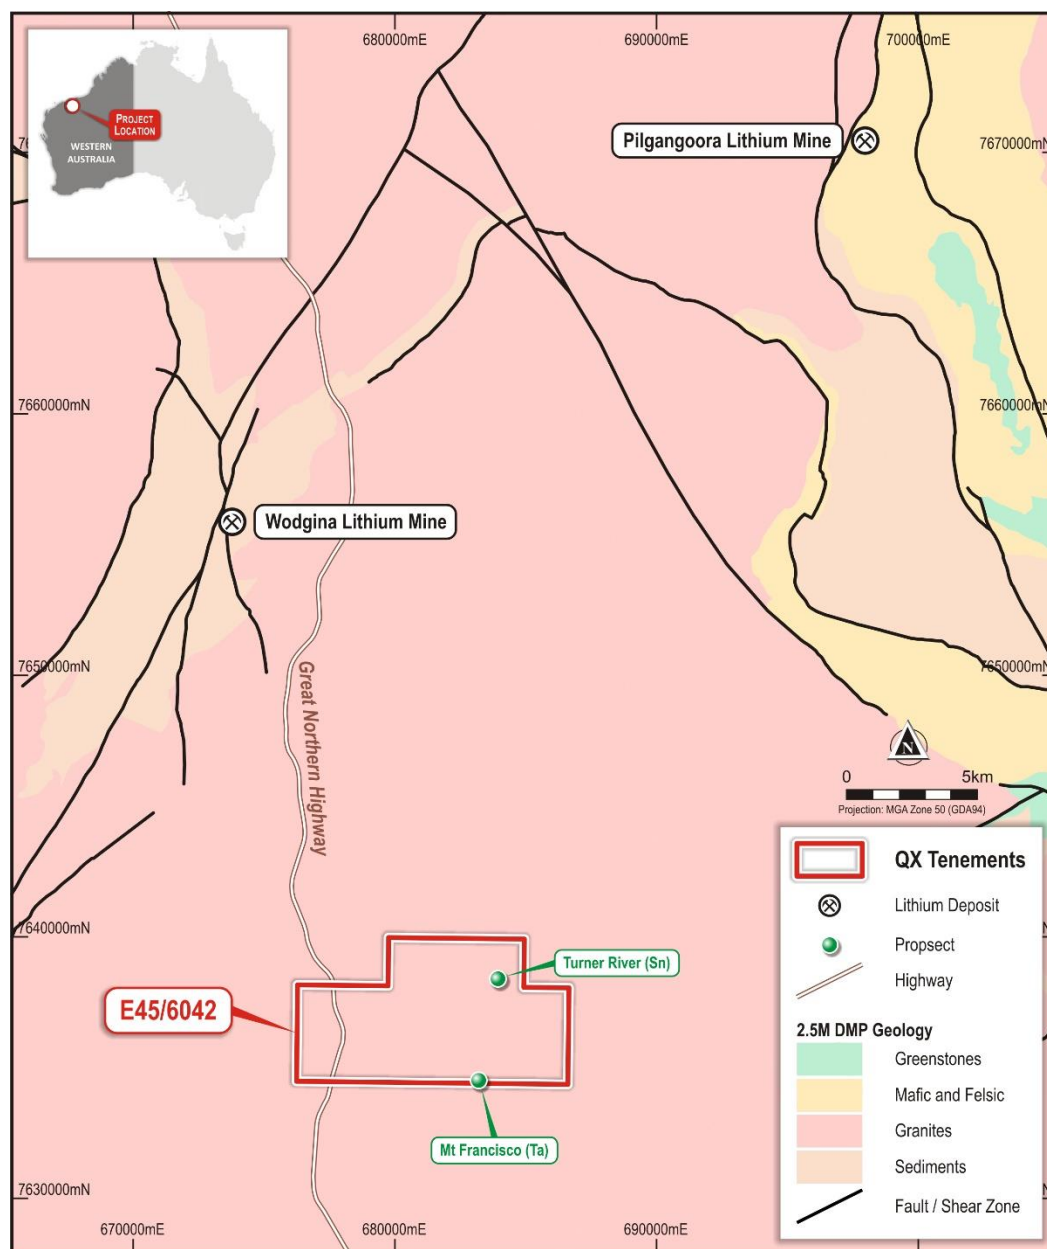 680000mE
690000mE
700000mE
PROJECT
LOCATION
WESTERN
AUSTRALIA
Pilgangoora Lithium Mine
7670000mN
7660000mN
7660000mN
Wodgina Lithium Mine
7650000mN
7650000mN
Great Northern Highway
N
0 5km
Projection: MGA Zone 50 (GDA94)
QX Tenements
Lithium Deposit
Propsect
Highway
2.5M DMP Geology
Greenstones
Mafic and Felsic
Granites
Sediments
Fault / Shear Zone
7640000mN
Turner River (Sn)
E45/6042
Mt Francisco (Ta)
7630000mN
670000mE
680000mE
690000mE